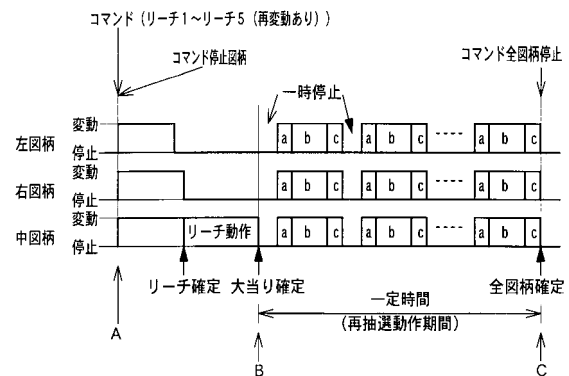 コマンド(リーチ1～リーチ5(再変動あり))
コマンド停止図柄
コマンド全図柄停止
一時停止
変動
左図柄
停止
a b c a b c a b c
変動
右図柄
停止
a b c a b c a b c
変動
中図柄
停止
リーチ動作
a b c a b c a b c
リーチ確定 大当り確定
一定時間
(再抽選動作期間)
全図柄確定
A
B
C